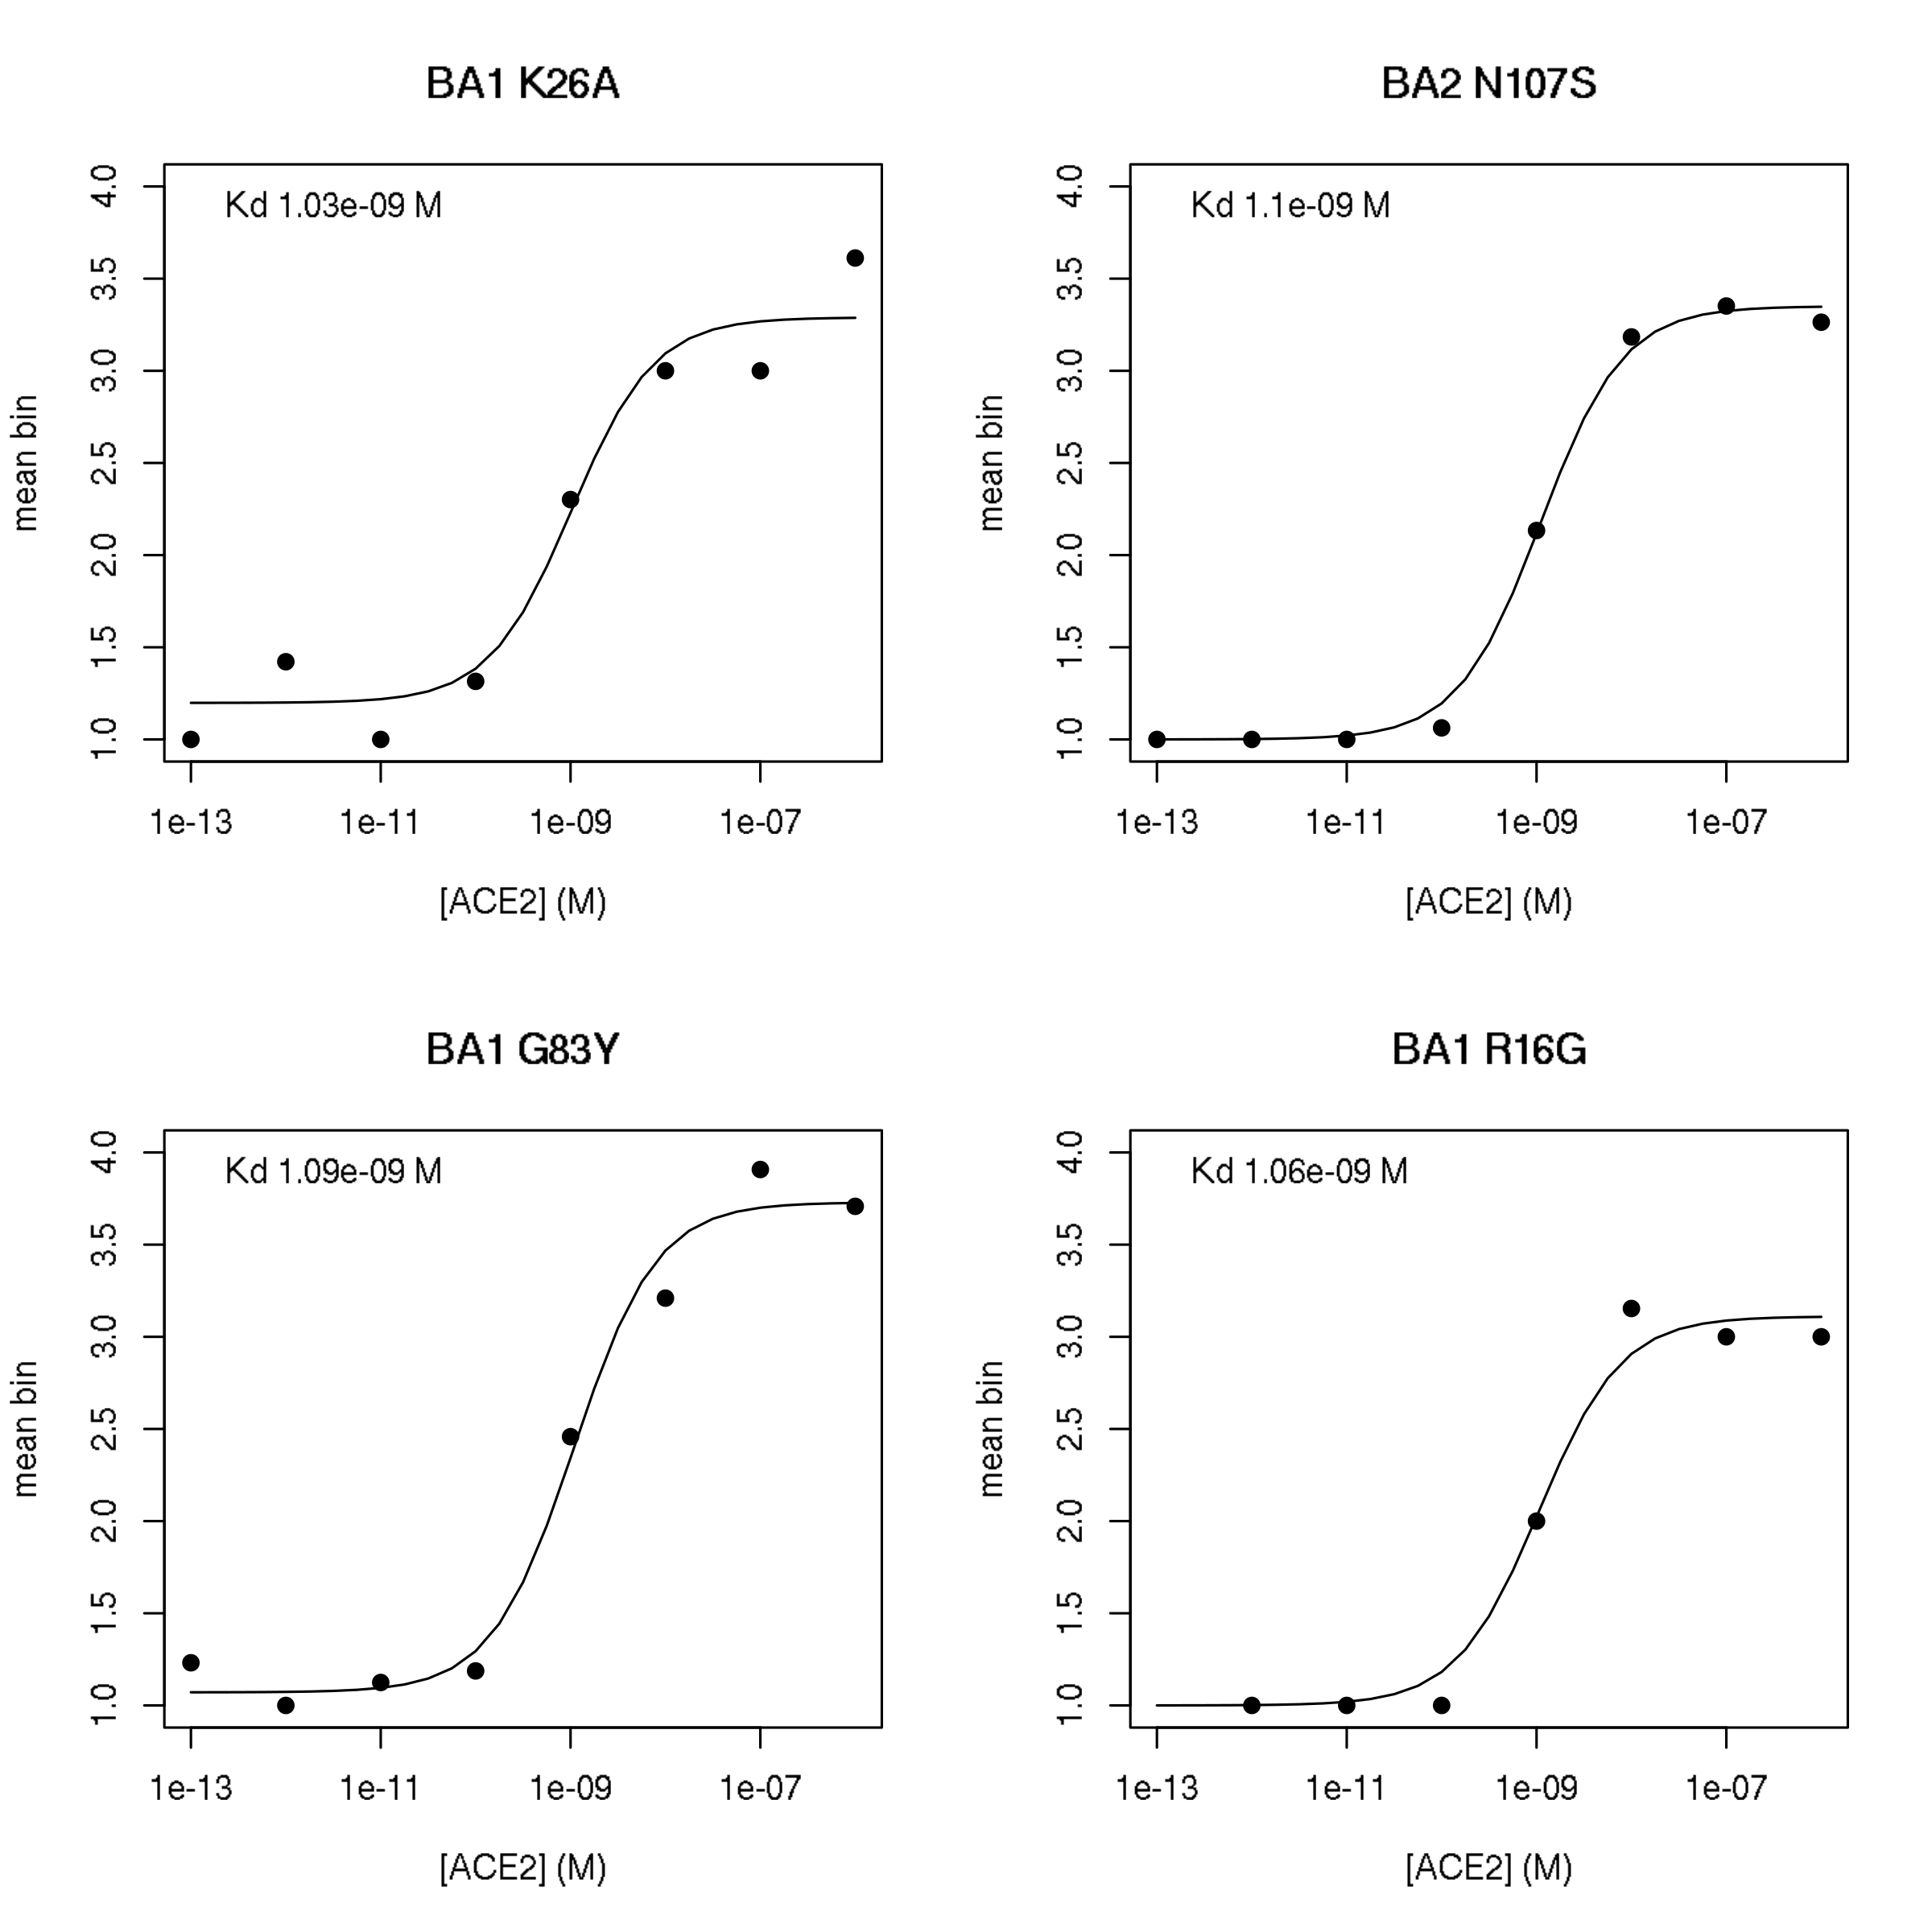 BA1 K26A
Kd 1.03e-09 M
4.0
3.5
3.0
2.5
2.0
1.5
1.0
mean bin
1e-13 1e-11 1e-09 1e-07
[ACE2] (M)
BA2 N107S
Kd 1.1e-09 M
4.0
3.5
3.0
2.5
2.0
1.5
1.0
mean bin
1e-13 1e-11 1e-09 1e-07
[ACE2] (M)
BA1 G83Y
Kd 1.09e-09 M
4.0
3.5
3.0
2.5
2.0
1.5
1.0
mean bin
1e-13 1e-11 1e-09 1e-07
[ACE2] (M)
BA1 R16G
Kd 1.06e-09 M
4.0
3.5
3.0
2.5
2.0
1.5
1.0
mean bin
1e-13 1e-11 1e-09 1e-07
[ACE2] (M)